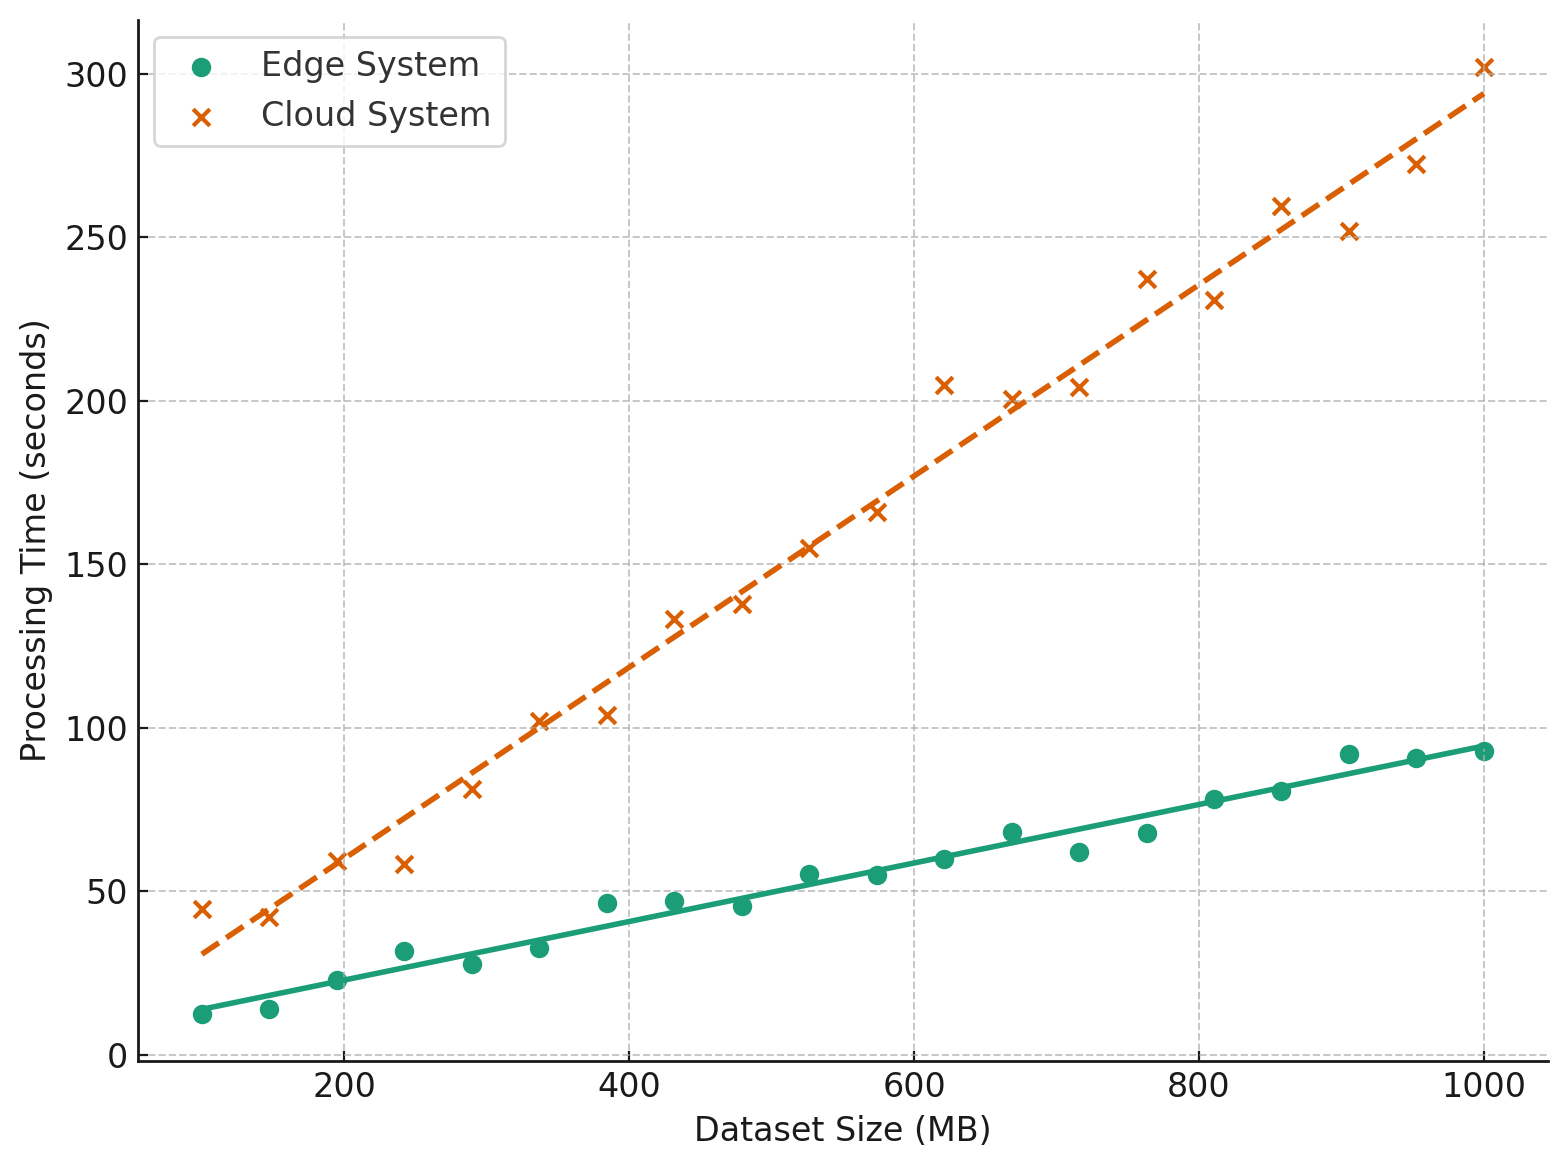 Edge System
Cloud System
Processing Time (seconds)
300
250
200
150
100
50
0
200 400 600 800 1000
Dataset Size (MB)